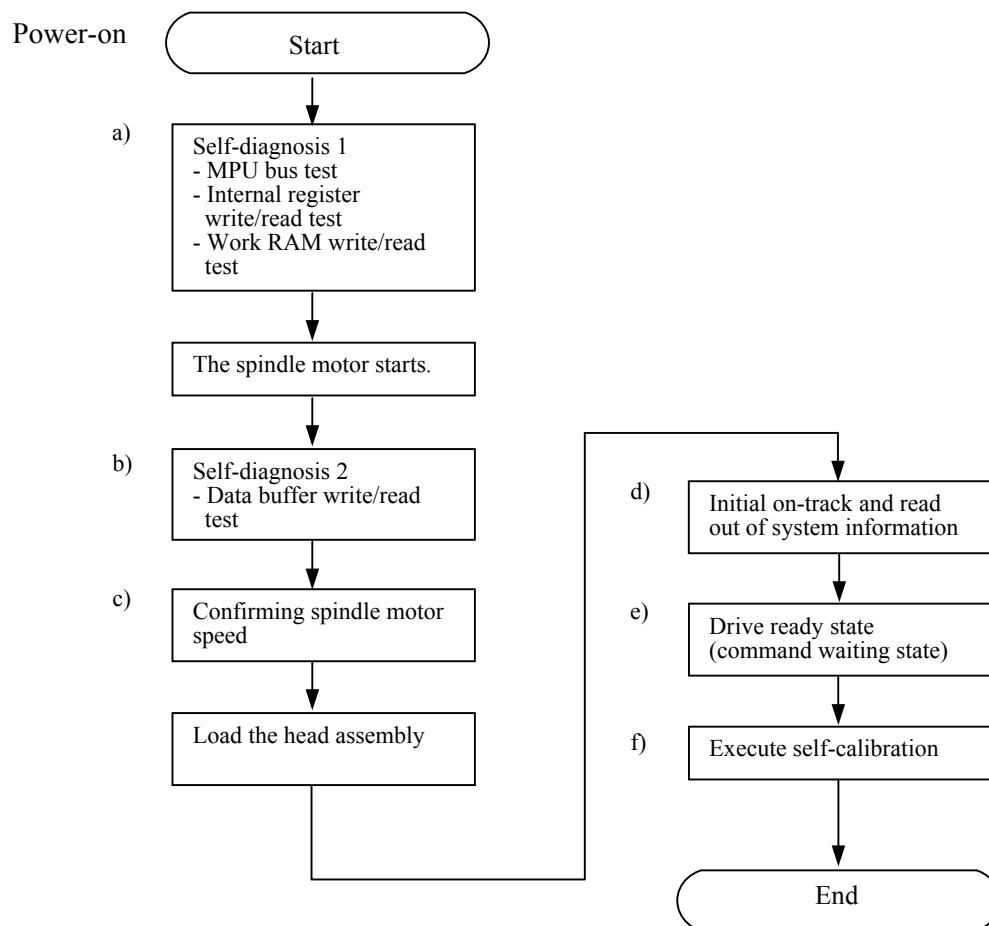 Power-on
Start
a)
Self-diagnosis 1
- MPU bus test
- Internal register
write/read test
- Work RAM write/read
test
The spindle motor starts.
b)
Self-diagnosis 2
- Data buffer write/read
test
c)
Confirming spindle motor
speed
Load the head assembly
d)
Initial on-track and read
out of system information
e)
Drive ready state
(command waiting state)
f)
Execute self-calibration
End